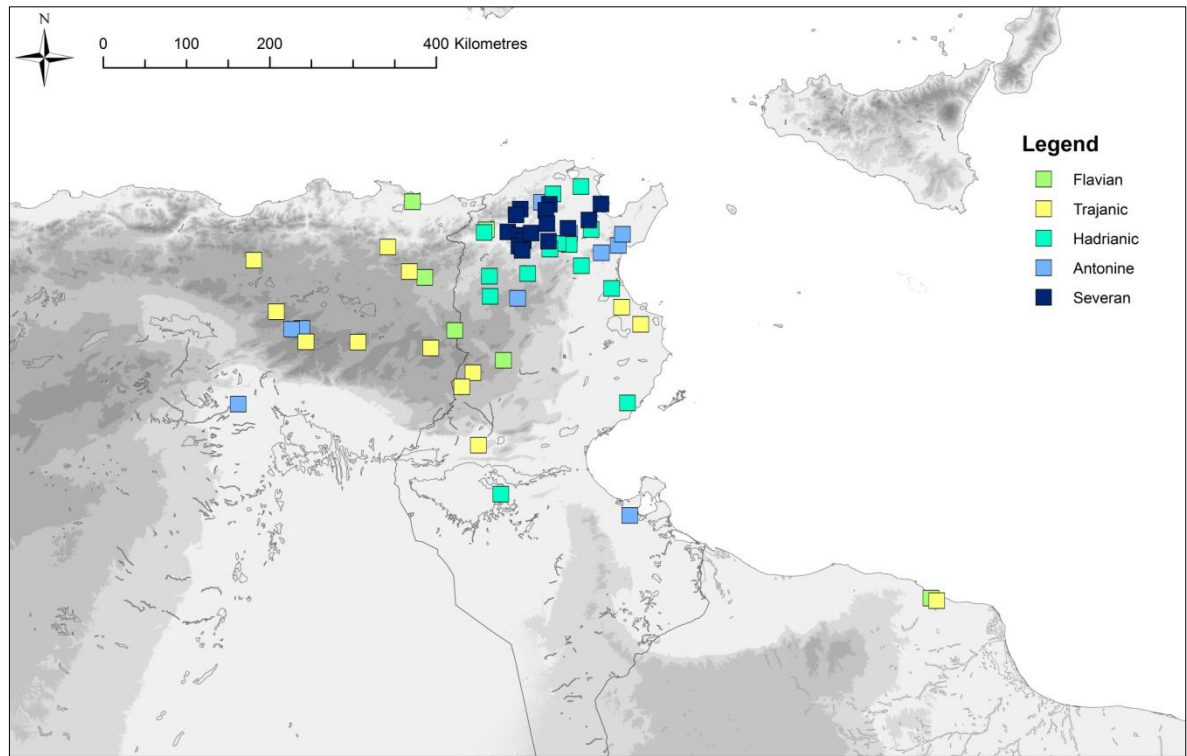 N
0 100 200 400 Kilometres
Legend
Flavian
Trajanic
Hadrianic
Antonine
Severan